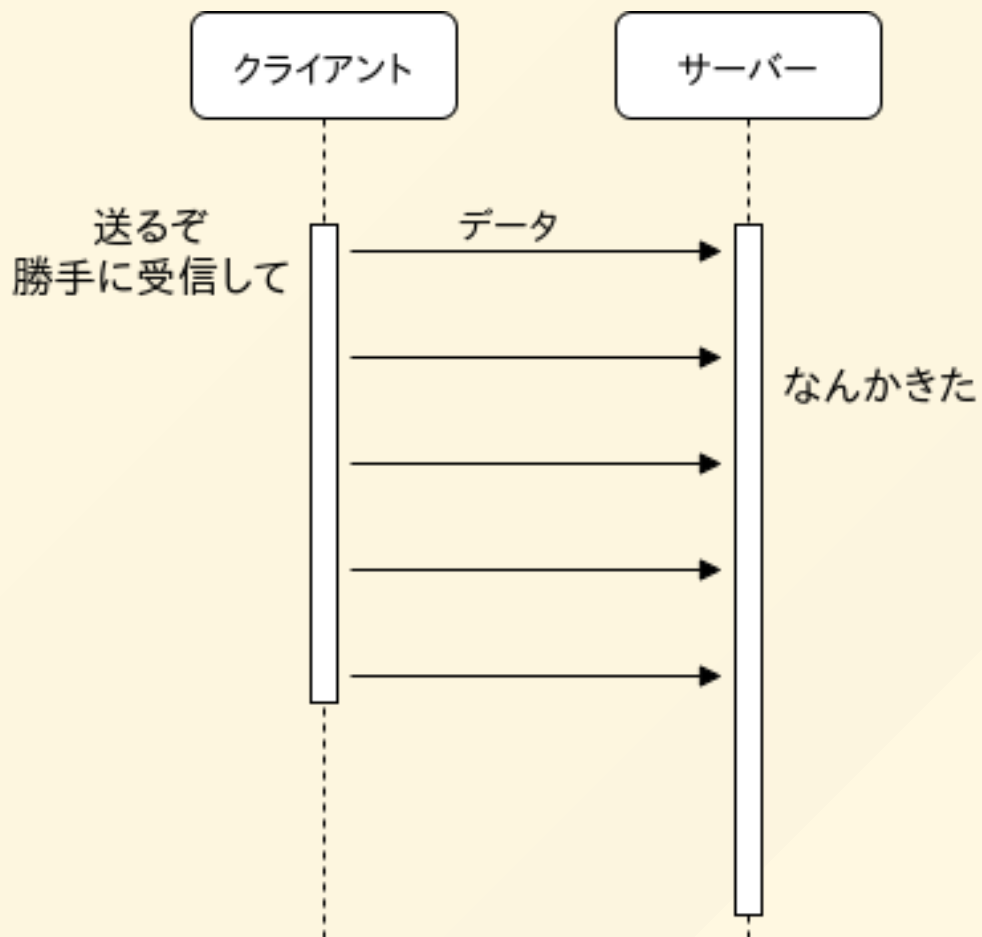 クライアント
サーバー
送るぞ
勝手に受信して
データ
なんかきた